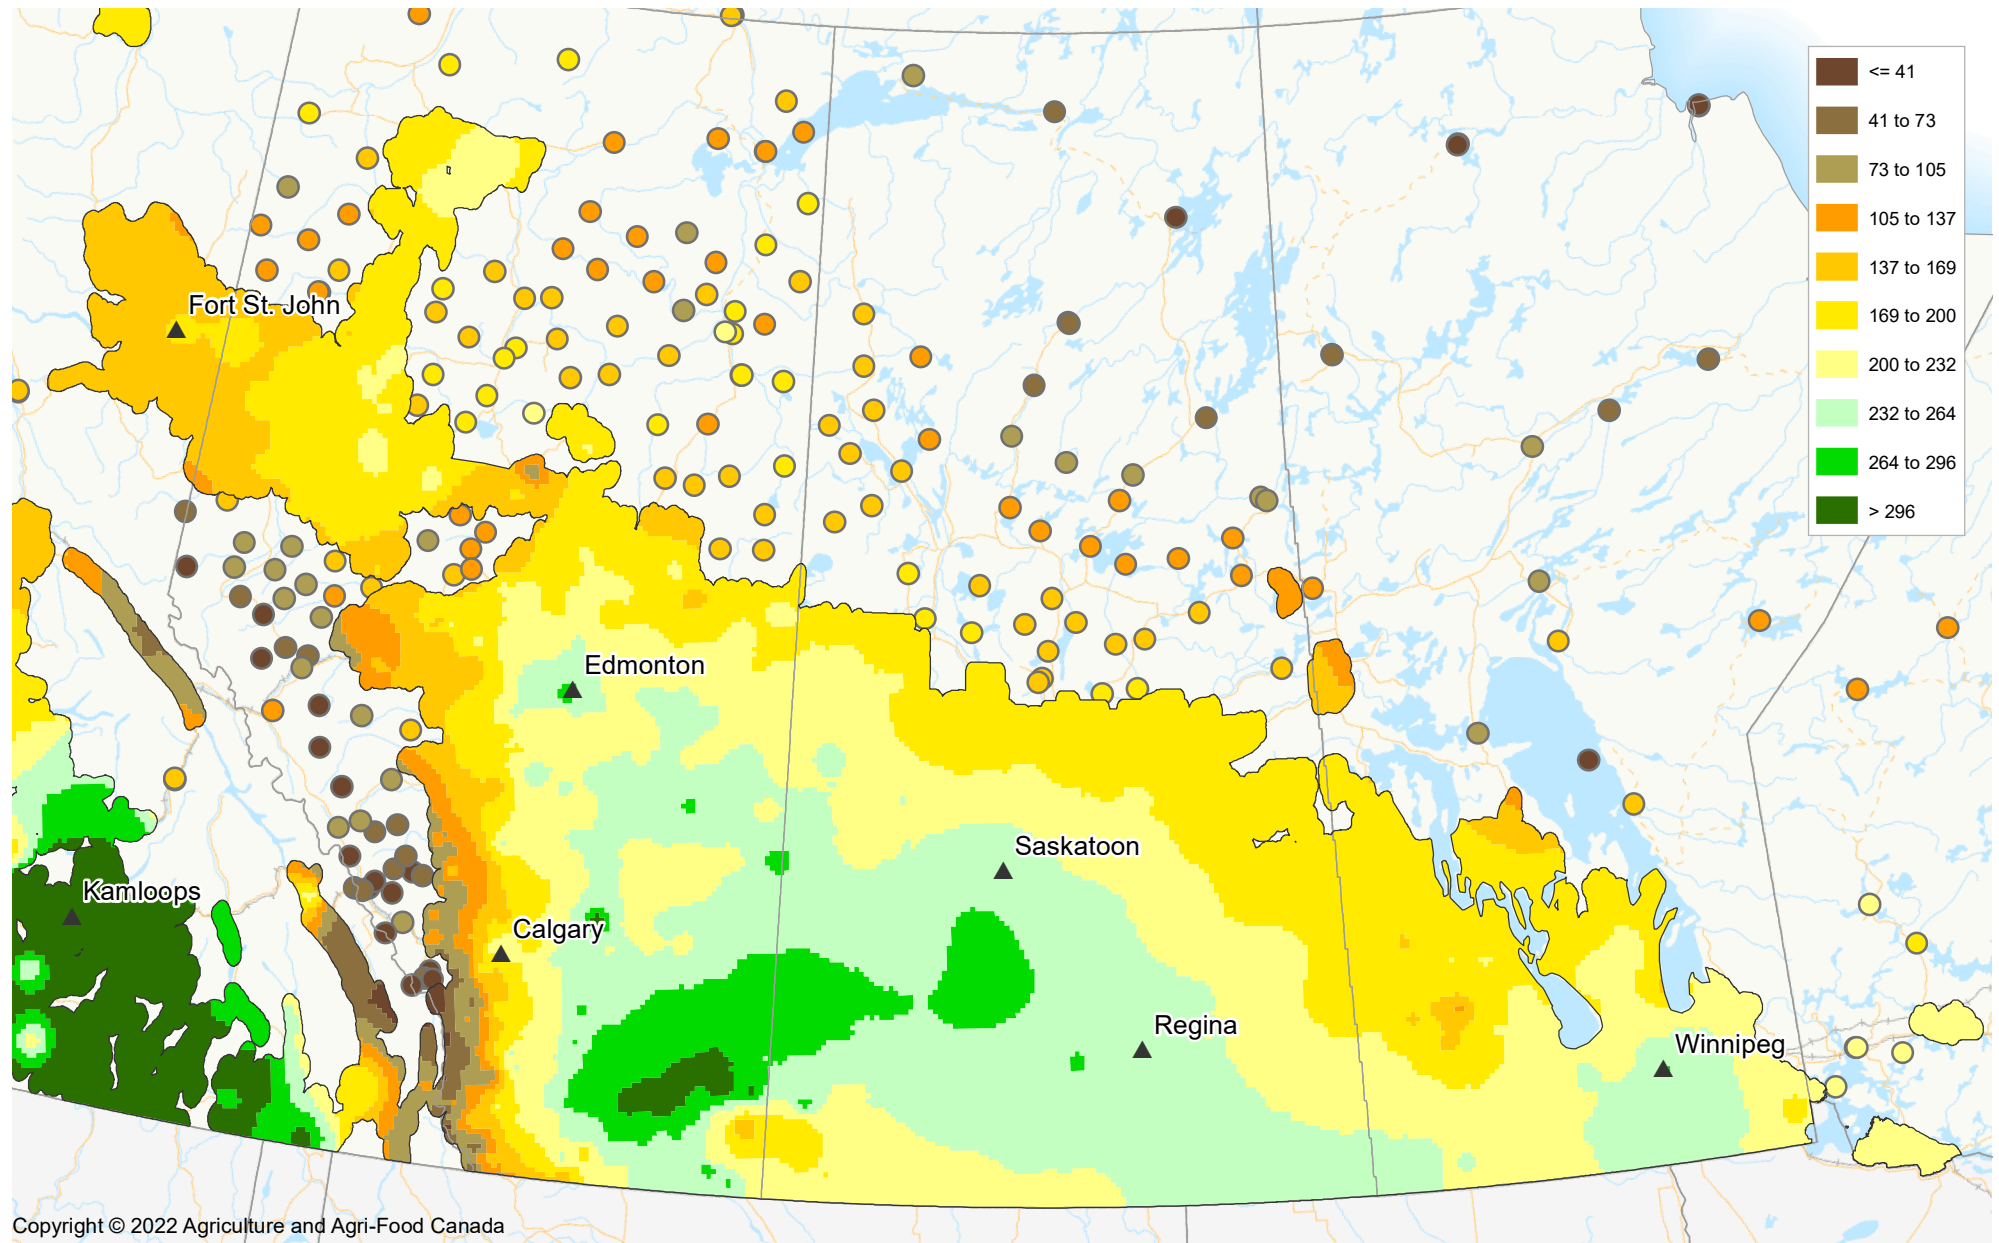 <= 41
41 to 73
73 to 105
105 to 137
137 to 169
169 to 200
200 to 232
232 to 264
264 to 296
> 296
Fort St. John
Edmonton
Saskatoon
Kamloops
Calgary
Regina
Winnipeg
Copyright © 2022 Agriculture and Agri-Food Canada